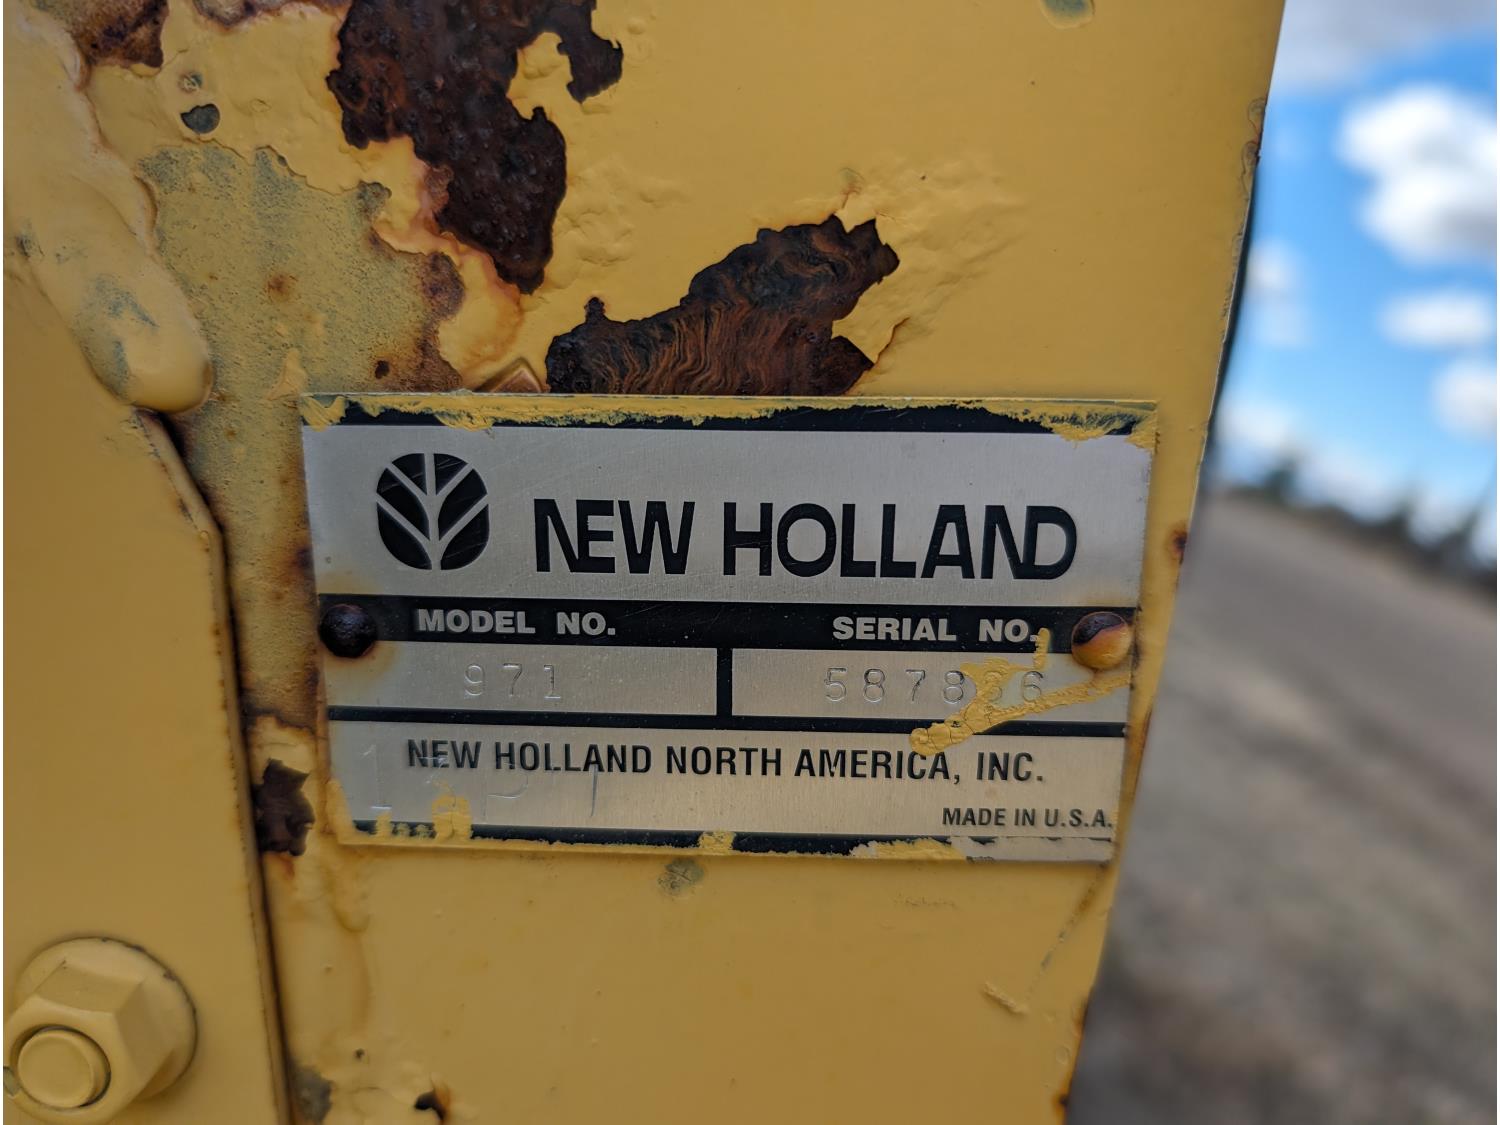 NEW HOLLAND
MODEL NO. SERIAL NO.
971
NEW HOLLAND NORTH AMERICA, INC.
MADE IN U.S.A.